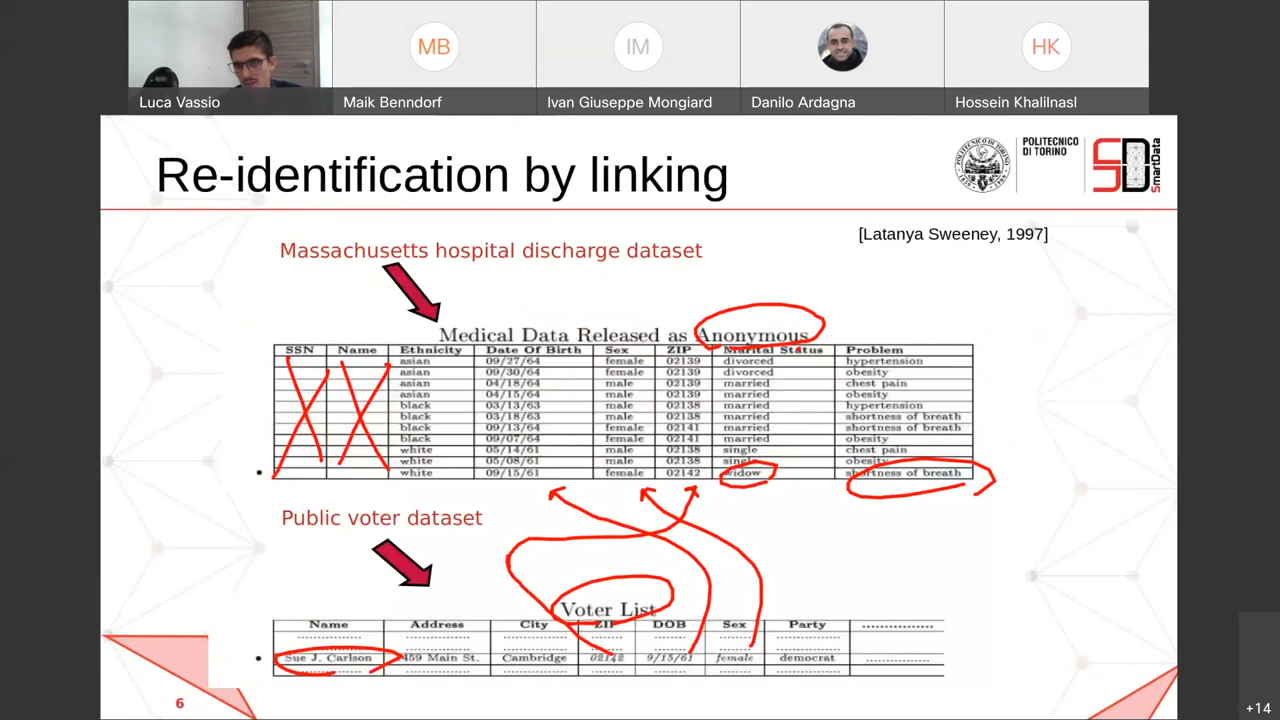 MB
IM
HK
Luca Vassio
Maik Benndorf
Ivan Giuseppe Mongiard
Danilo Ardagna
Hossein Khalilnasl
Re-identification by linking
POLITECNICO
DI TORINO
SmartData
[Latanya Sweeney, 1997]
Massachusetts hospital discharge dataset
Medical Data Released as Anonymous
SSN Name Ethnicity Date Of Birth Sex ZIP Marital Status Problem
asian 09/27/64 female 02139 divorced hypertension
asian 09/30/64 female 02139 divorced obesity
asian 04/18/64 male 02139 married chest pain
asian 04/15/64 male 02139 married obesity
black 03/13/63 male 02138 married hypertension
black 03/18/63 male 02138 married shortness of breath
black 09/13/64 female 02141 married shortness of breath
black 09/07/64 female 02141 married obesity
white 05/14/61 male 02138 single chest pain
white 05/08/61 male 02138 single obesity
white 09/15/61 female 02142 widow shortness of breath
Public voter dataset
Voter List
Name Address City ZIP DOB Sex Party
Sue J. Carlson 459 Main St. Cambridge 02142 9/15/61 female democrat
6
+14